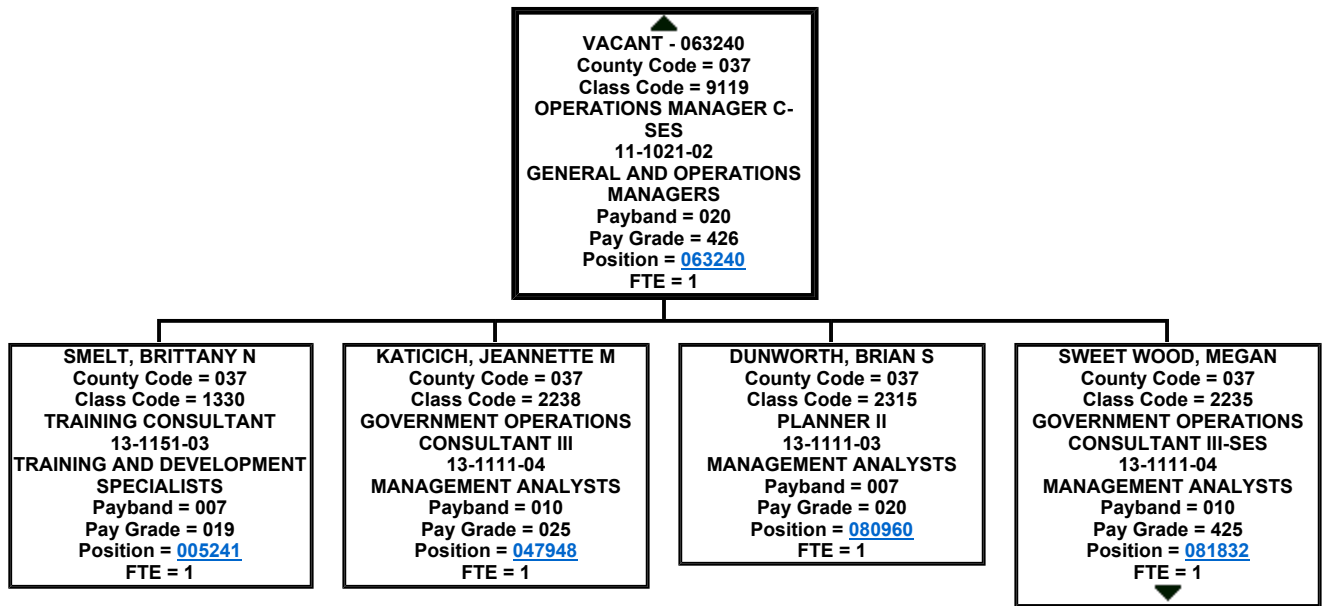 VACANT - 063240
County Code = 037
Class Code = 9119
OPERATIONS MANAGER C-
SES
11-1021-02
GENERAL AND OPERATIONS
MANAGERS
Payband = 020
Pay Grade = 426
Position = 063240
FTE = 1
SMELT, BRITTANY N
County Code = 037
Class Code = 1330
TRAINING CONSULTANT
13-1151-03
TRAINING AND DEVELOPMENT
SPECIALISTS
Payband = 007
Pay Grade = 019
Position = 005241
FTE = 1
KATICICH, JEANNETTE M
County Code = 037
Class Code = 2238
GOVERNMENT OPERATIONS
CONSULTANT III
13-1111-04
MANAGEMENT ANALYSTS
Payband = 010
Pay Grade = 025
Position = 047948
FTE = 1
DUNWORTH, BRIAN S
County Code = 037
Class Code = 2315
PLANNER II
13-1111-03
MANAGEMENT ANALYSTS
Payband = 007
Pay Grade = 020
Position = 080960
FTE = 1
SWEET WOOD, MEGAN
County Code = 037
Class Code = 2235
GOVERNMENT OPERATIONS
CONSULTANT III-SES
13-1111-04
MANAGEMENT ANALYSTS
Payband = 010
Pay Grade = 425
Position = 081832
FTE = 1